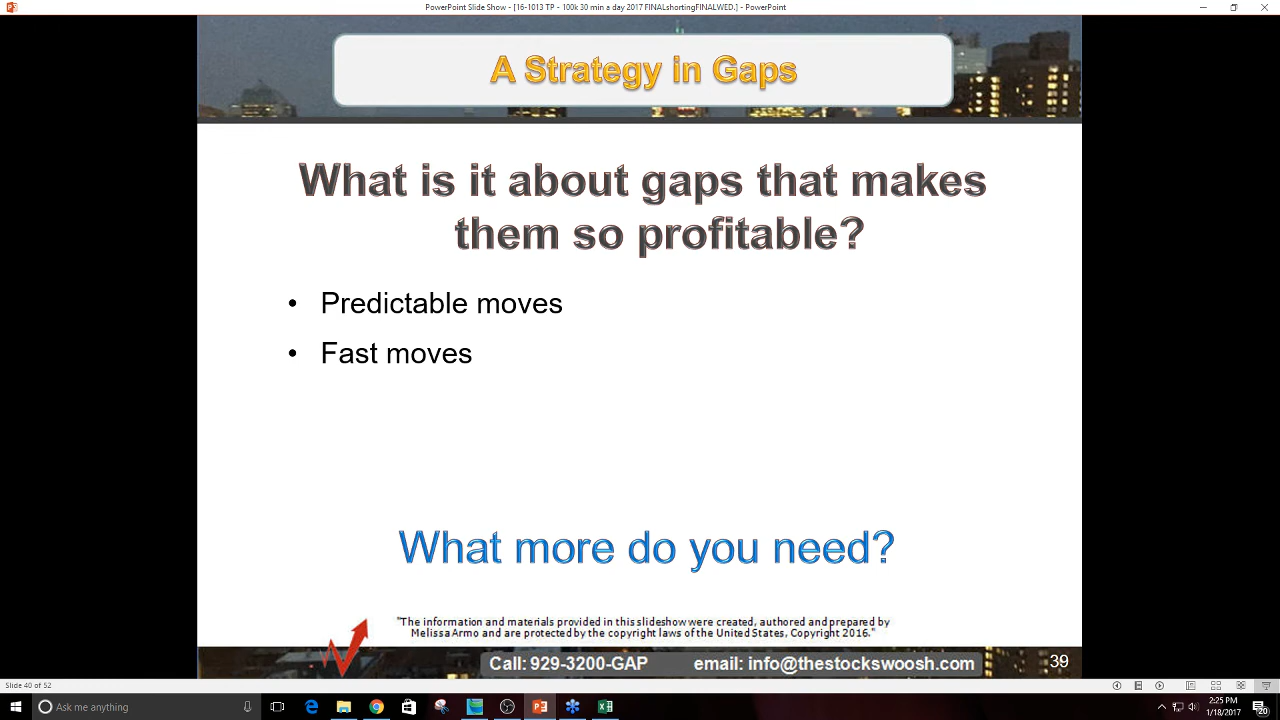 PowerPoint Slide Show - [16-1013 TP - 100k 30 min a day 2017 FINALshortingFINALWED.] - PowerPoint
A Strategy in Gaps
What is it about gaps that makes
them so profitable?
• Predictable moves
• Fast moves
What more do you need?
"The information and materials provided in this slideshow were created, authored and prepared by
Melissa Armo and are protected by the copyright laws of the United States, Copyright 2016."
Call: 929-3200-GAP email: info@thestockswoosh.com
39
Slide 40 of 52
Ask me anything
2:25 PM
1/18/2017
20